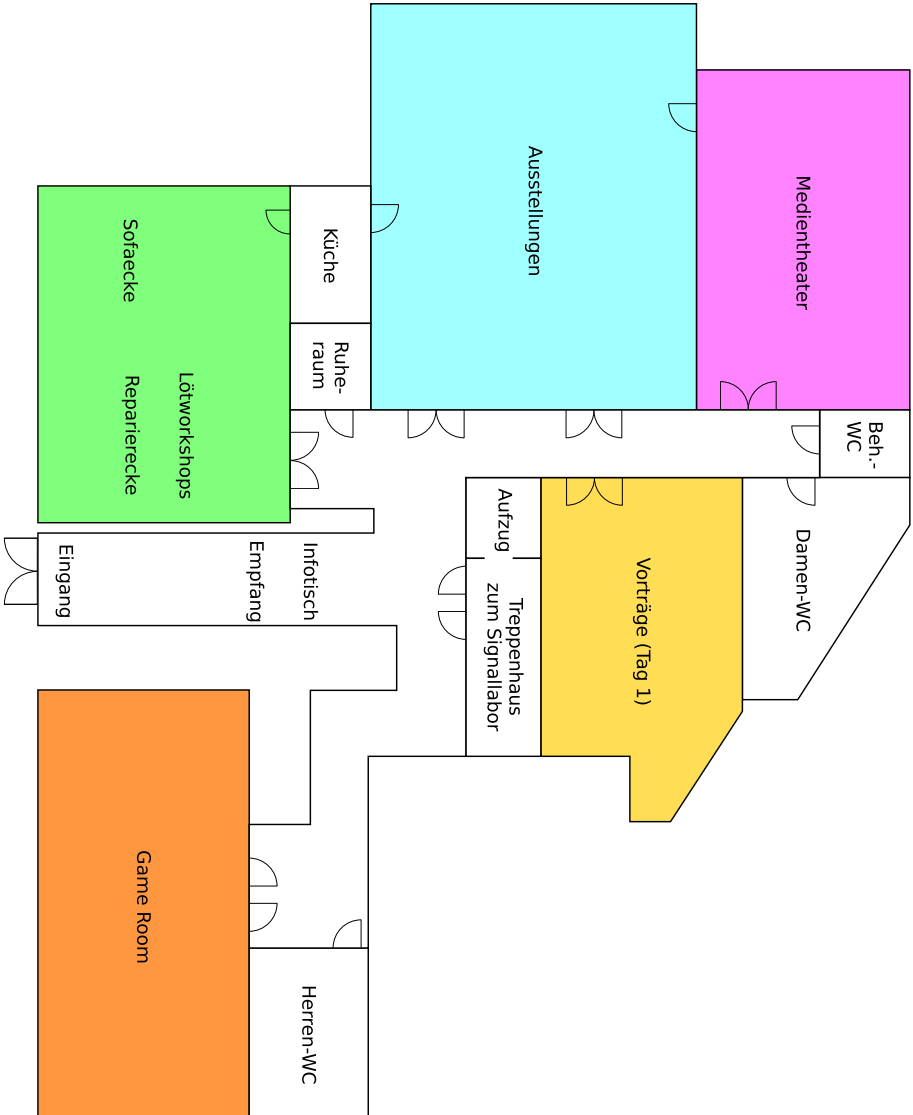 Medientheater
Beh.-
WC
Damen-WC
Ausstellungen
Vorträge (Tag 1)
Aufzug
Treppenhaus
zum Signallabor
Küche
Ruhe-
raum
Infotisch
Empfang
Herren-WC
Sofaecke
Lötworkshops
Reparierecke
Eingang
Game Room